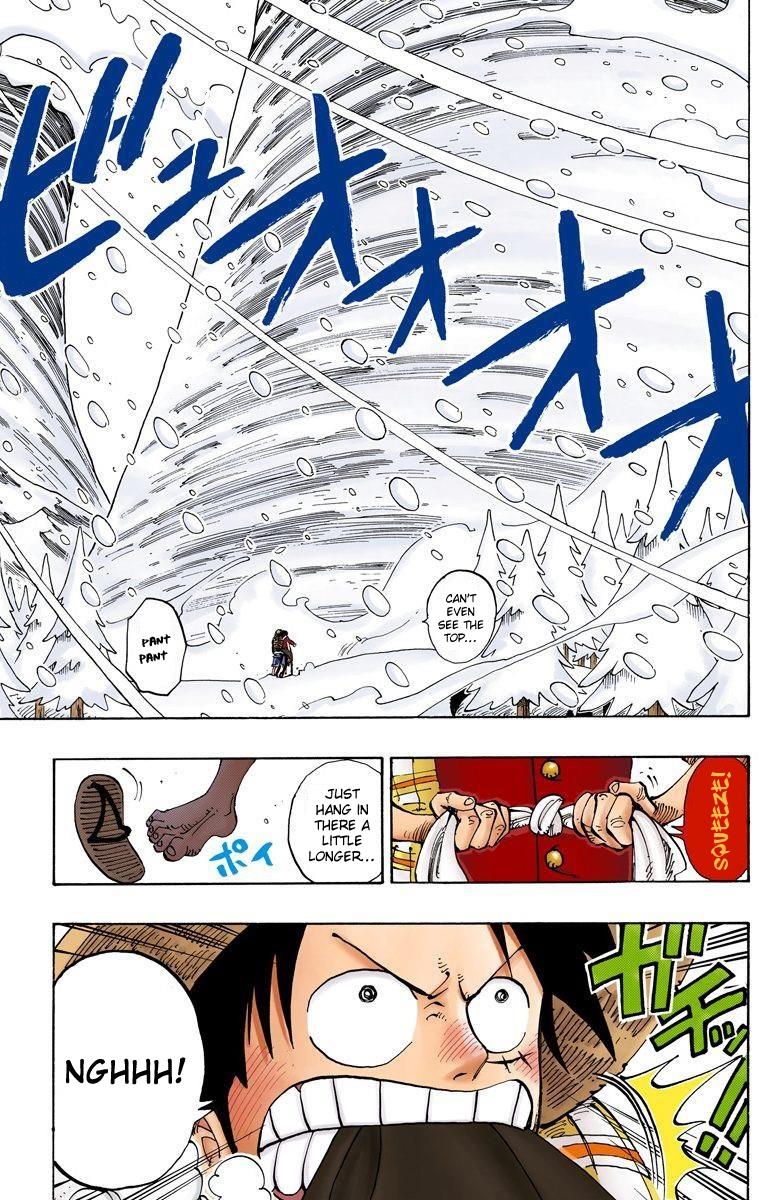 ビュオオオオ
CAN'T
EVEN
SEE THE
TOP...
PANT
PANT
SQUEEZE!
JUST
HANG IN
THERE A
LITTLE
LONGER...
ポイ
ガチッ!!
NGHHH!